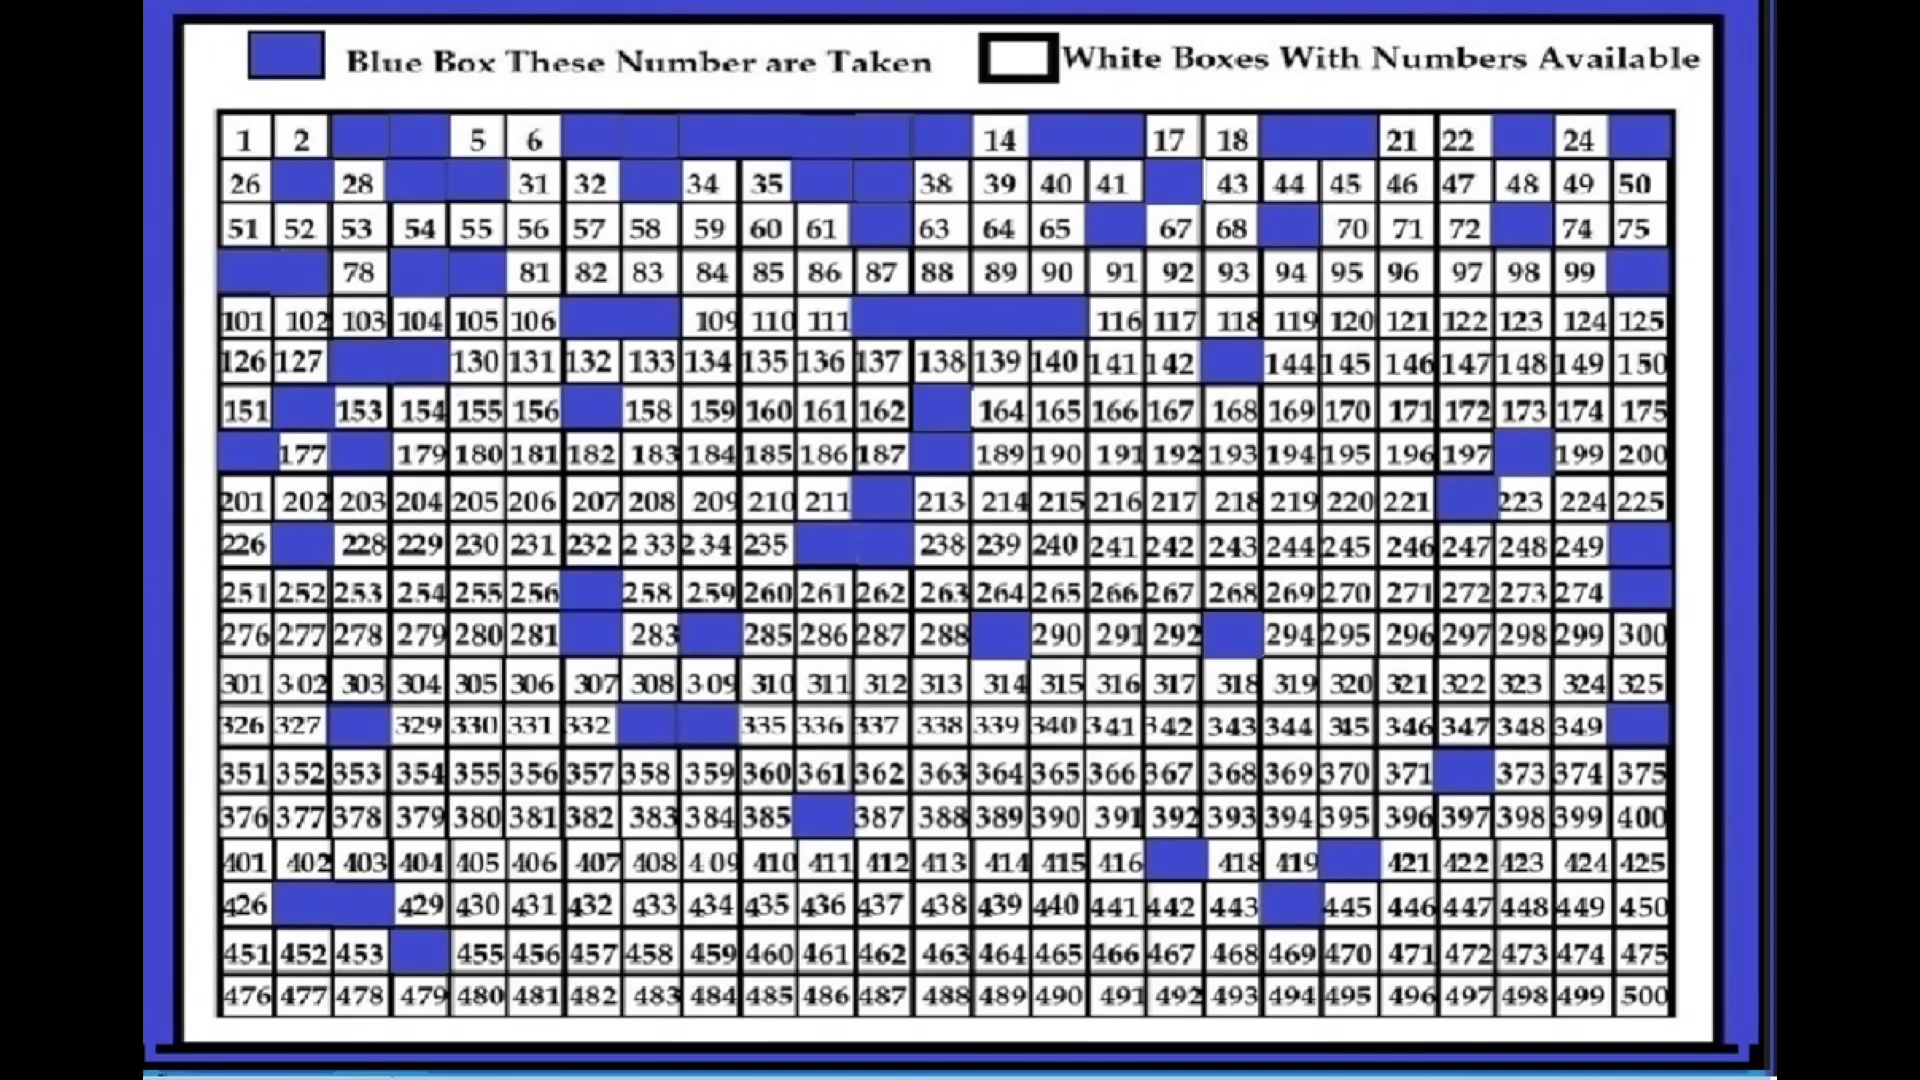 Blue Box These Number are Taken White Boxes With Numbers Available
1 2 5 6 14 17 18 21 22 24
26 28 31 32 34 35 38 39 40 41 43 44 45 46 47 48 49 50
51 52 53 54 55 56 57 58 59 60 61 63 64 65 67 68 70 71 72 74 75
78 81 82 83 84 85 86 87 88 89 90 91 92 93 94 95 96 97 98 99
101 102 103 104 105 106 109 110 111 116 117 118 119 120 121 122 123 124 125
126 127 130 131 132 133 134 135 136 137 138 139 140 141 142 144 145 146 147 148 149 150
151 153 154 155 156 158 159 160 161 162 164 165 166 167 168 169 170 171 172 173 174 175
177 179 180 181 182 183 184 185 186 187 189 190 191 192 193 194 195 196 197 199 200
201 202 203 204 205 206 207 208 209 210 211 213 214 215 216 217 218 219 220 221 223 224 225
226 228 229 230 231 232 233 234 235 238 239 240 241 242 243 244 245 246 247 248 249
251 252 253 254 255 256 258 259 260 261 262 263 264 265 266 267 268 269 270 271 272 273 274
276 277 278 279 280 281 283 285 286 287 288 290 291 292 294 295 296 297 298 299 300
301 302 303 304 305 306 307 308 309 310 311 312 313 314 315 316 317 318 319 320 321 322 323 324 325
326 327 329 330 331 332 335 336 337 338 339 340 341 342 343 344 345 346 347 348 349
351 352 353 354 355 356 357 358 359 360 361 362 363 364 365 366 367 368 369 370 371 373 374 375
376 377 378 379 380 381 382 383 384 385 387 388 389 390 391 392 393 394 395 396 397 398 399 400
401 402 403 404 405 406 407 408 409 410 411 412 413 414 415 416 418 419 421 422 423 424 425
426 429 430 431 432 433 434 435 436 437 438 439 440 441 442 443 445 446 447 448 449 450
451 452 453 455 456 457 458 459 460 461 462 463 464 465 466 467 468 469 470 471 472 473 474 475
476 477 478 479 480 481 482 483 484 485 486 487 488 489 490 491 492 493 494 495 496 497 498 499 500